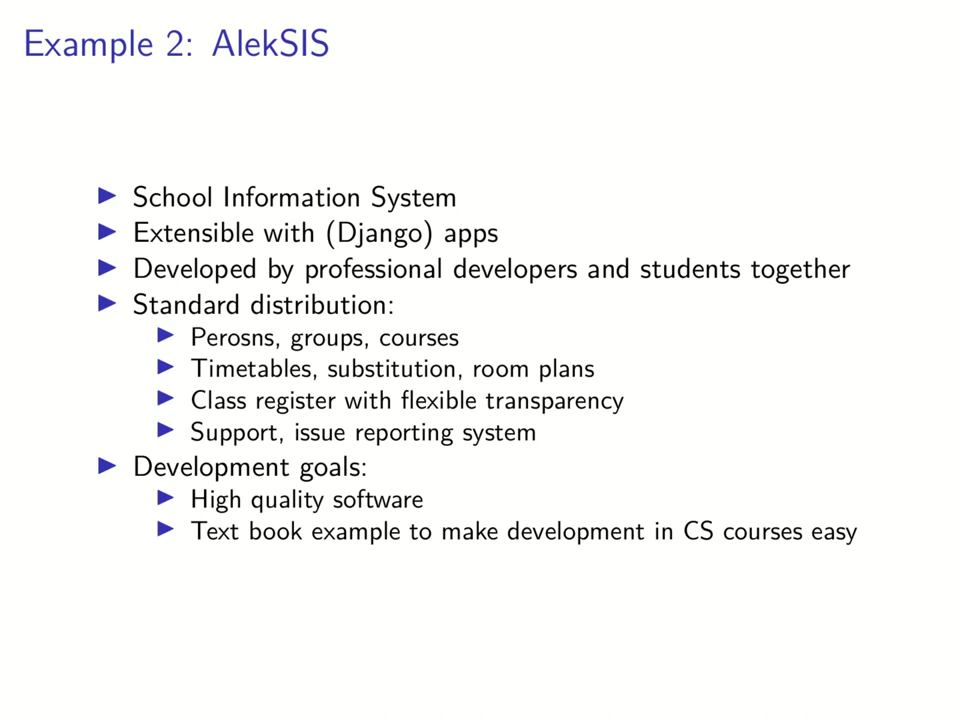 Example 2: AlekSIS
School Information System
Extensible with (Django) apps
Developed by professional developers and students together
Standard distribution:
Perosns, groups, courses
Timetables, substitution, room plans
Class register with flexible transparency
Support, issue reporting system
Development goals:
High quality software
Text book example to make development in CS courses easy